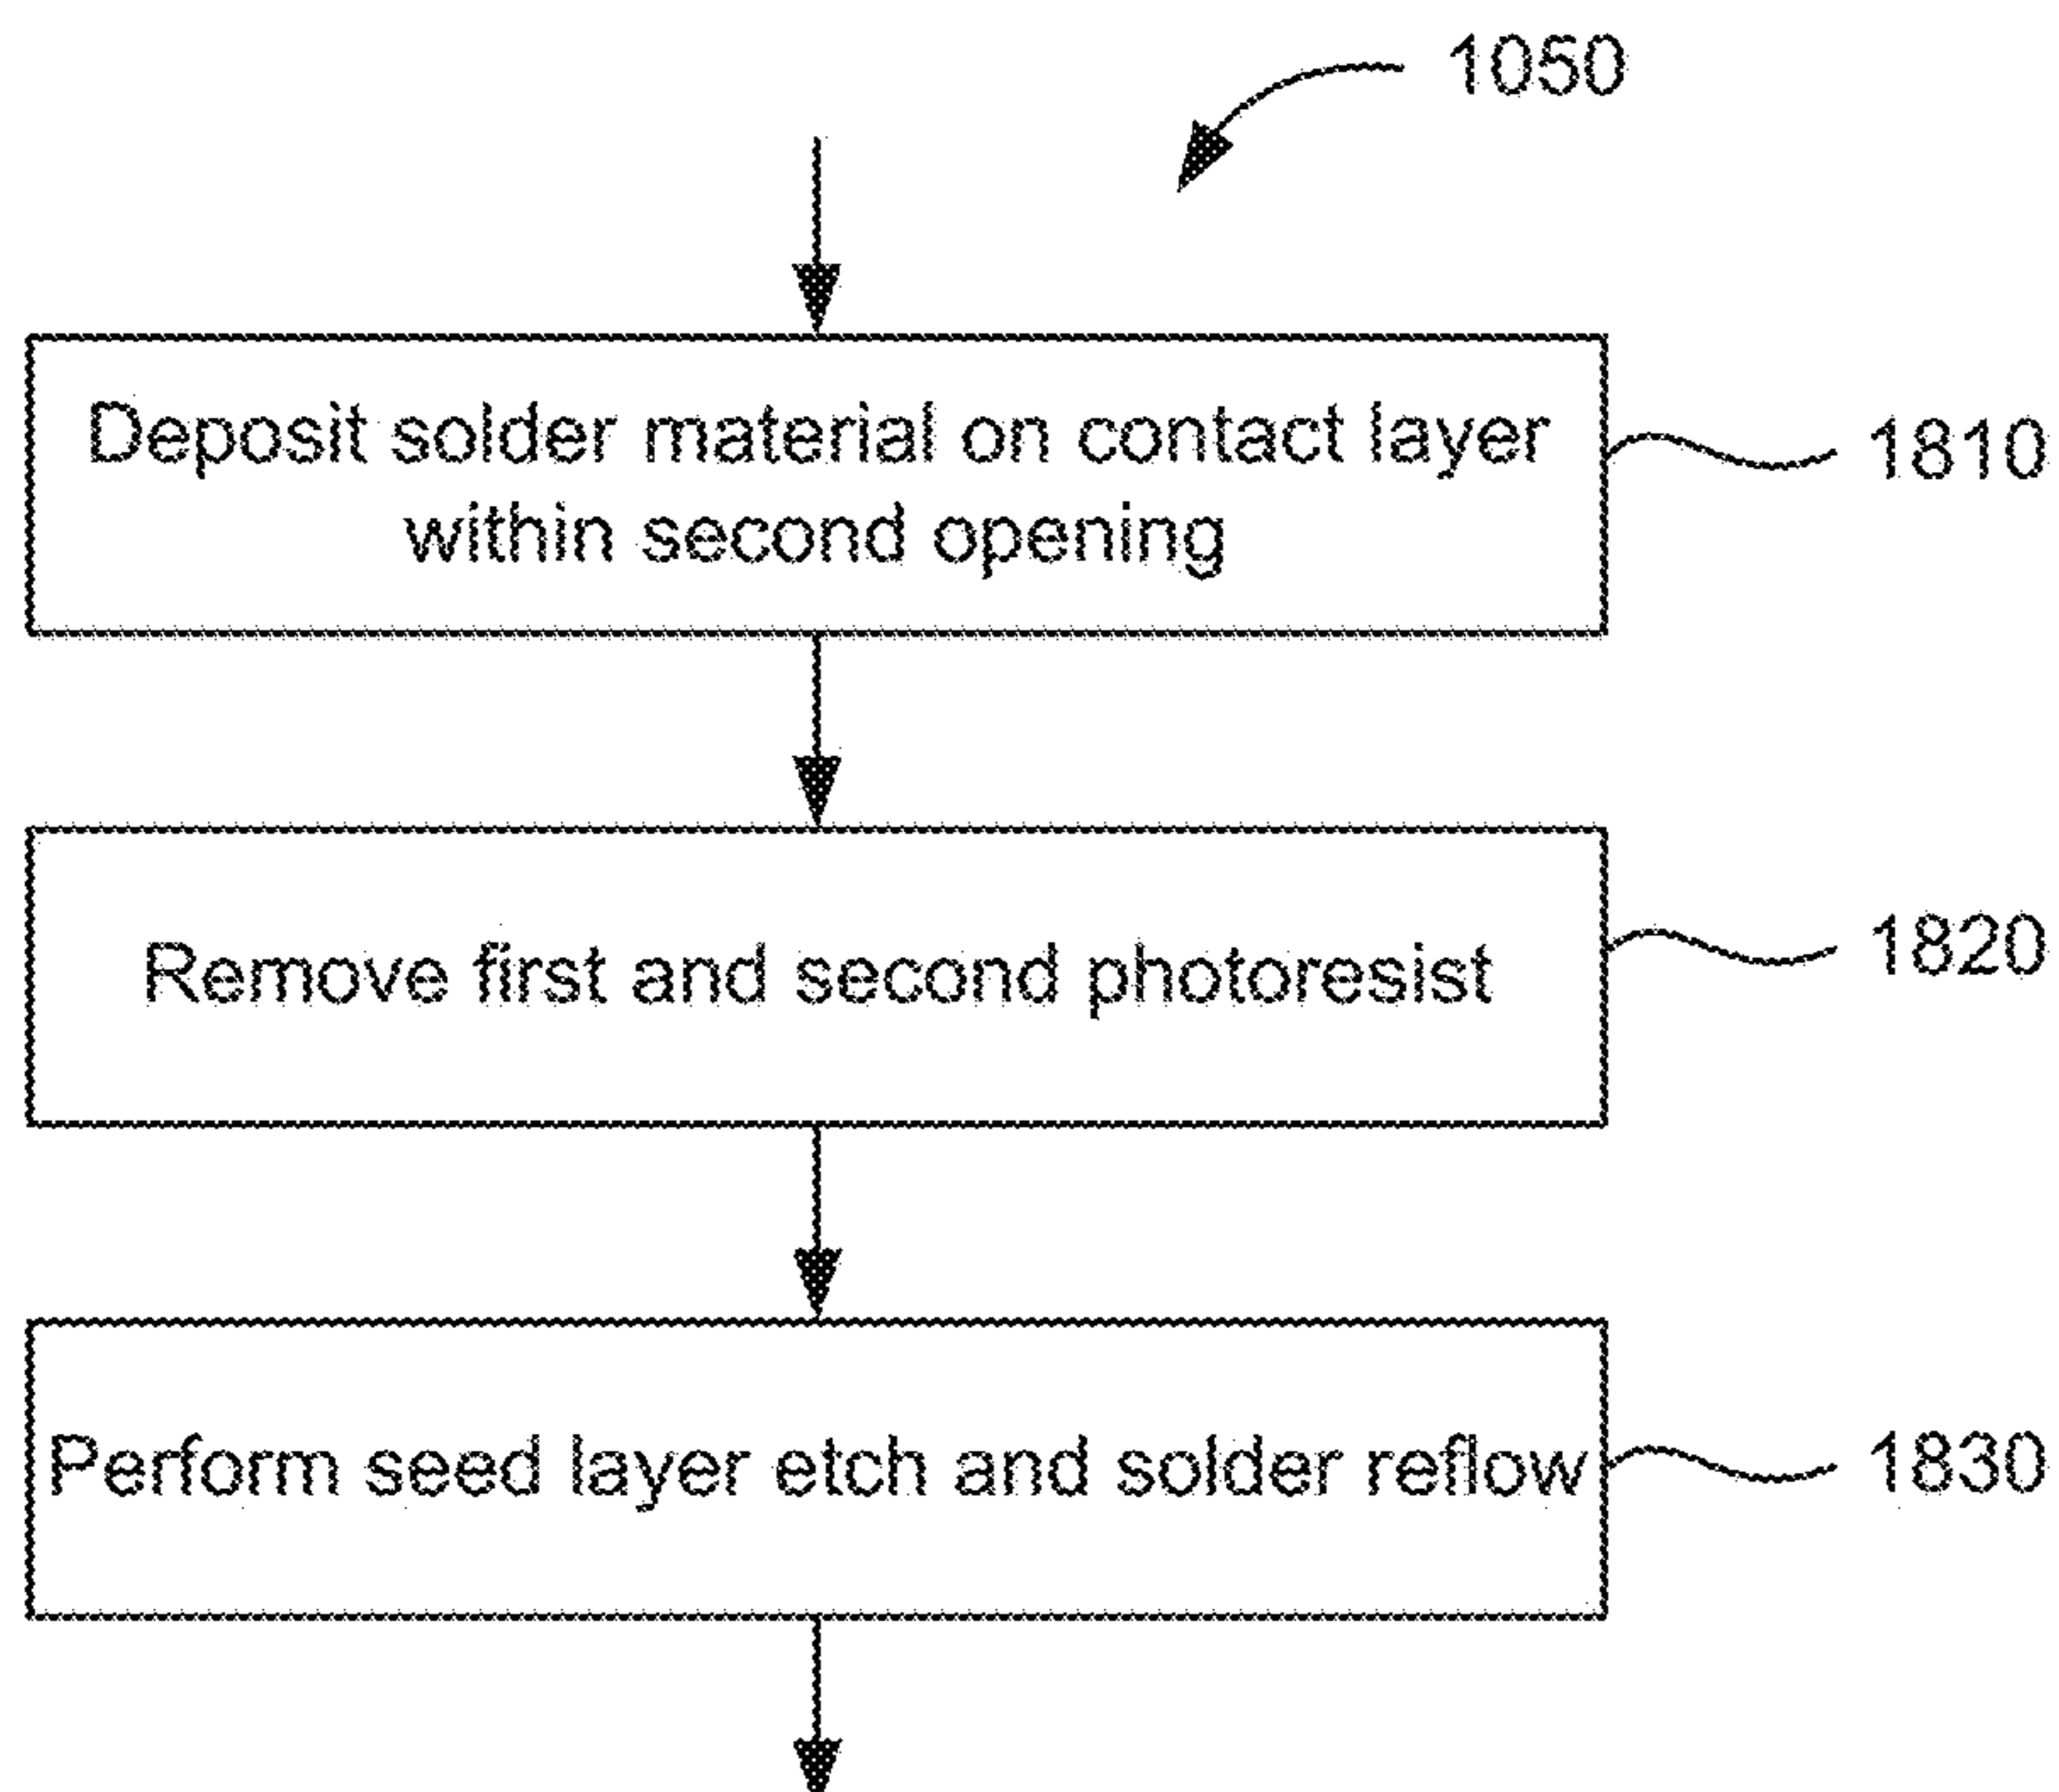 1050
Deposit solder material on contact layer
within second opening
1810
Remove first and second photoresist
1820
Perform seed layer etch and solder reflow
1830